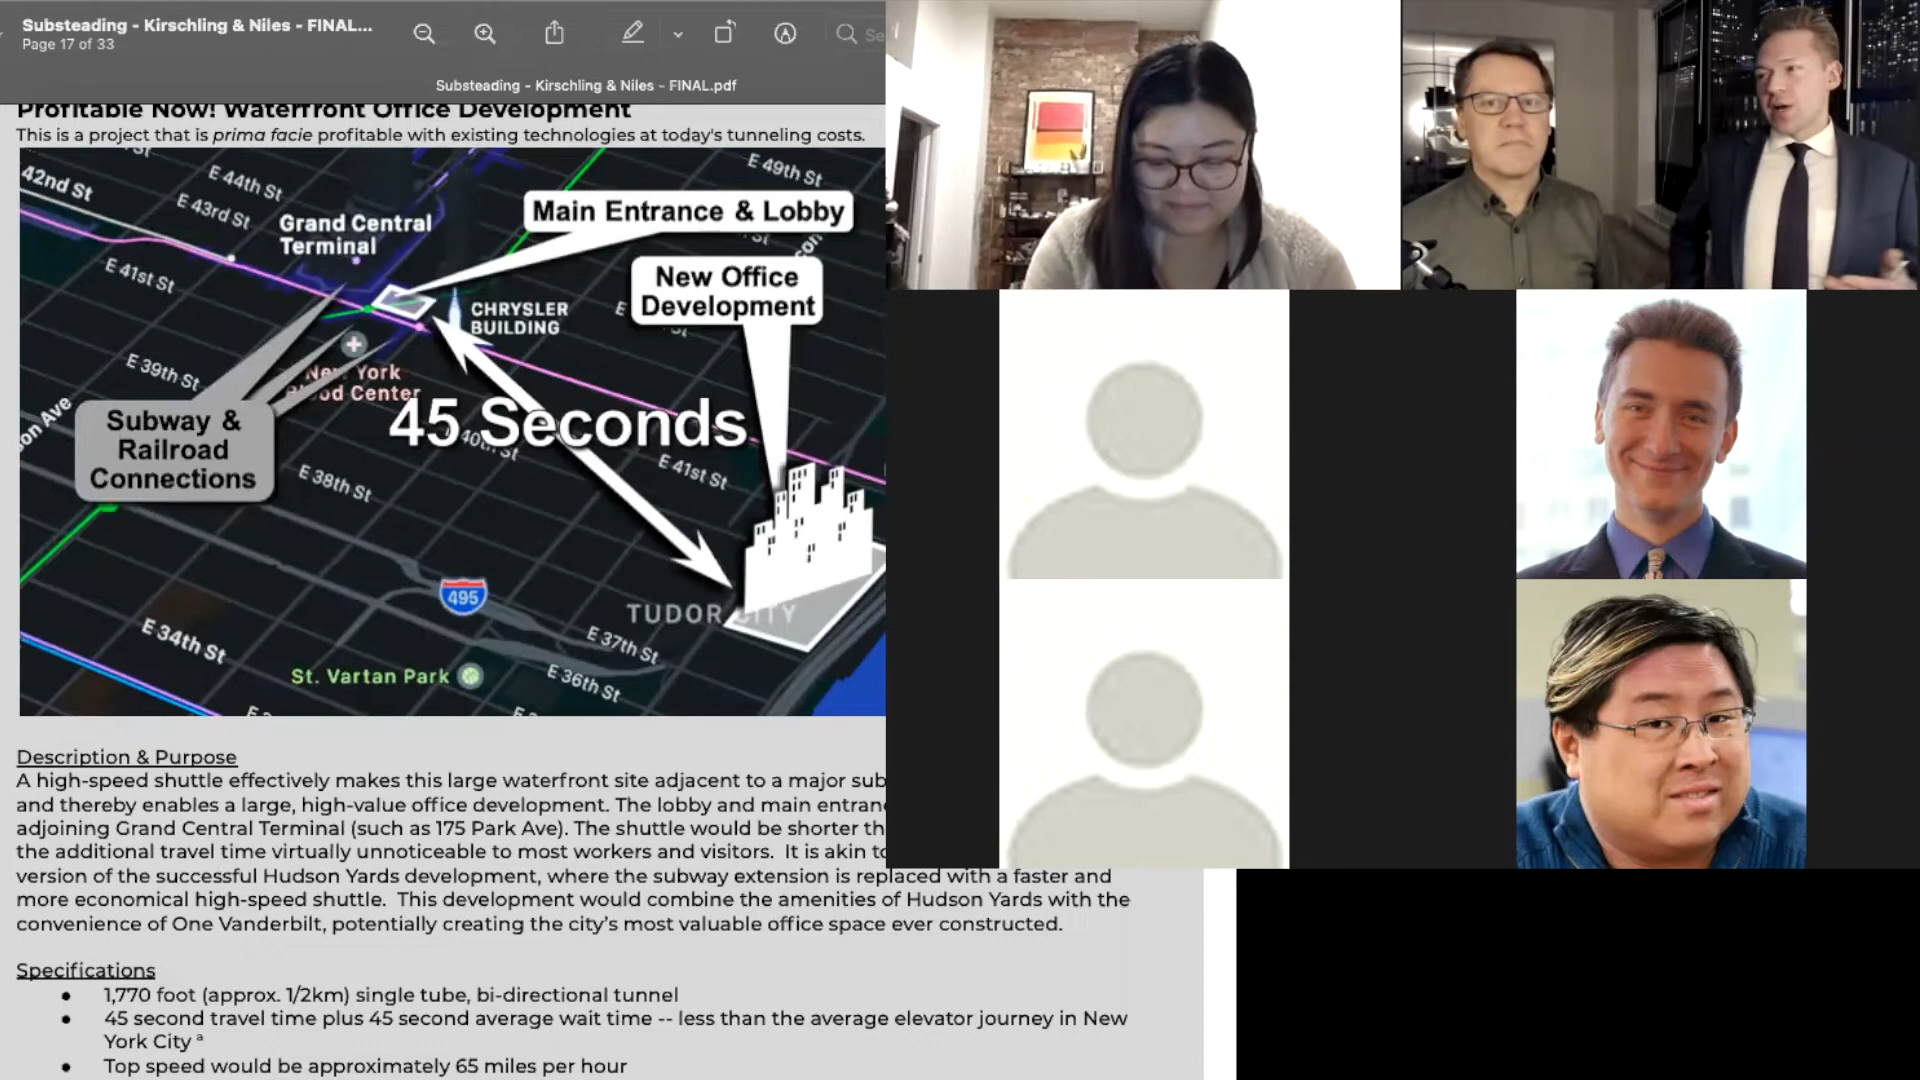 Substeading - Kirschling & Niles - FINAL...
Page 17 of 33
Se
Substeading - Kirschling & Niles - FINAL.pdf
Profitable Now! Waterfront Office Development
This is a project that is prima facie profitable with existing technologies at today's tunneling costs.
E 44th St
E 49th St
42nd St
E 43rd St
Main Entrance & Lobby
Grand Central
Terminal
E 41st St
New Office
Development
CHRYSLER
BUILDING
E 39th St
New York
Blood Center
45 Seconds
Subway &
Railroad
Connections
40th St
E 41st St
E 38th St
495
TUDOR CITY
E 34th St
E 37th St
St. Vartan Park
E 36th St
Description & Purpose
A high-speed shuttle effectively makes this large waterfront site adjacent to a major sub
and thereby enables a large, high-value office development. The lobby and main entran
adjoining Grand Central Terminal (such as 175 Park Ave). The shuttle would be shorter th
the additional travel time virtually unnoticeable to most workers and visitors. It is akin to
version of the successful Hudson Yards development, where the subway extension is replaced with a faster and
more economical high-speed shuttle. This development would combine the amenities of Hudson Yards with the
convenience of One Vanderbilt, potentially creating the city's most valuable office space ever constructed.
Specifications
● 1,770 foot (approx. 1/2km) single tube, bi-directional tunnel
● 45 second travel time plus 45 second average wait time -- less than the average elevator journey in New
York City ª
● Top speed would be approximately 65 miles per hour